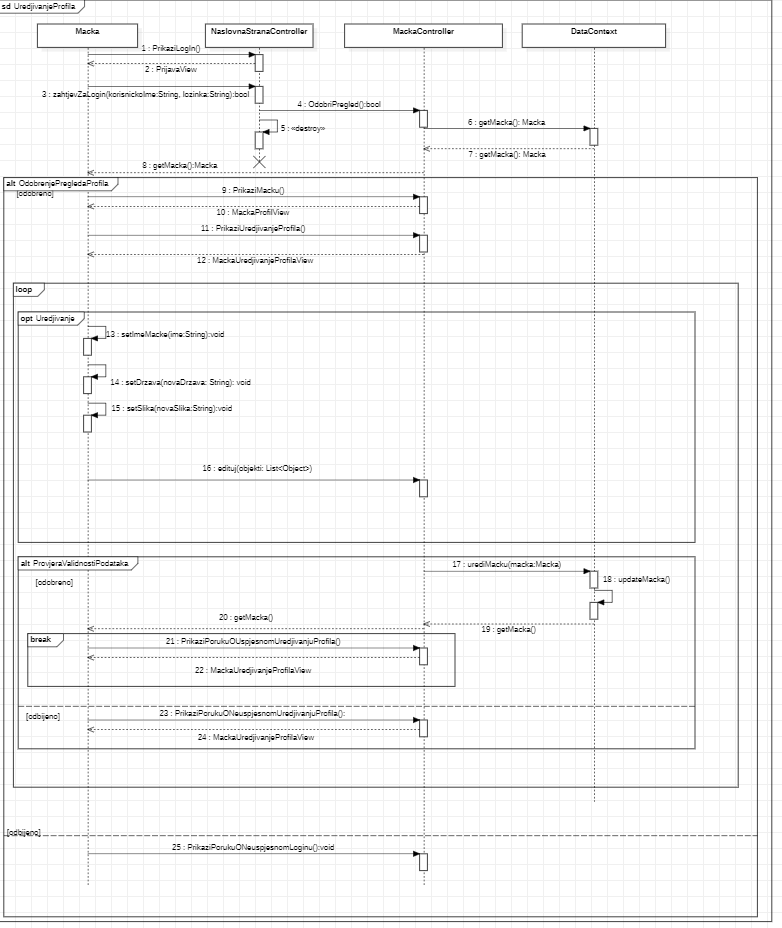 sd UredjivanjeProfila
Macka
NaslovnaStranaController
MackaController
DataContext
1 : PrikaziLogin()
2 : PrijavaView
3 : zahtjevZaLogin(korisnickoIme:String, lozinka:String):bool
4 : OdobriPregled():bool
5 : «destroy»
6 : getMacka(): Macka
7 : getMacka(): Macka
8 : getMacka():Macka
alt OdobrenjePregledaProfila
[odobreno]
9 : PrikaziMacku()
10 : MackaProfilView
11 : PrikaziUredjivanjeProfila()
12 : MackaUredjivanjeProfilaView
loop
opt Uredjivanje
13 : setImeMacke(ime:String):void
14 : setDrzava(novaDrzava: String): void
15 : setSlika(novaSlika:String):void
16 : edituj(objekti: List<Object>)
alt ProvjeraValidnostiPodataka
17 : urediMacku(macka:Macka)
18 : updateMacka()
[odobreno]
19 : getMacka()
20 : getMacka()
break
21 : PrikaziPorukuOUspjesnomUredjivanjuProfila()
22 : MackaUredjivanjeProfilaView
[odbijeno]
23 : PrikaziPorukuONeuspjesnomUredjivanjuProfila():
24 : MackaUredjivanjeProfilaView
[odbijeno]
25 : PrikaziPorukuONeuspjesnomLoginu():void